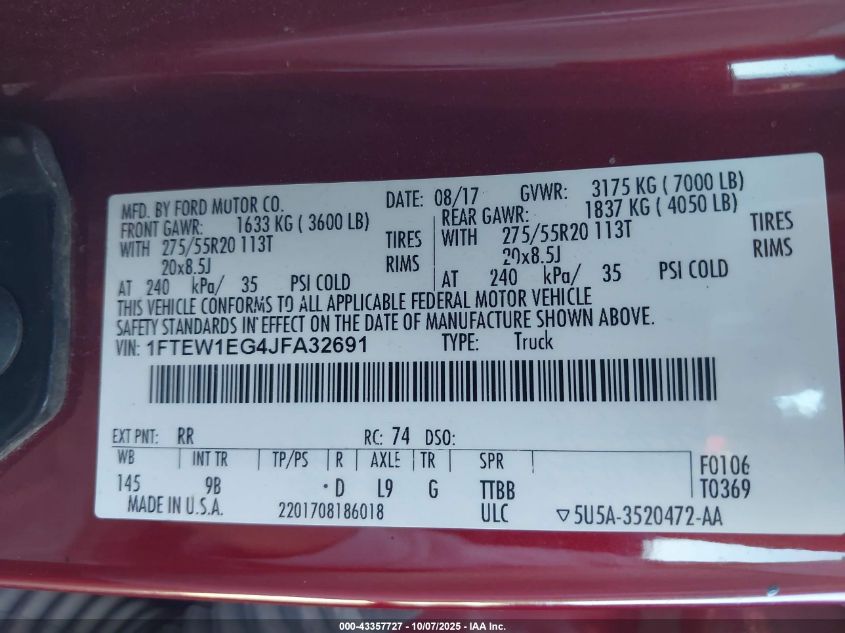 MFD. BY FORD MOTOR CO. DATE: 08/17 GVWR: 3175 KG ( 7000 LB)
FRONT GAWR: 1633 KG ( 3600 LB) REAR GAWR: 1837 KG ( 4050 LB)
WITH 275/55R20 113T TIRES WITH 275/55R20 113T TIRES
20x8.5J RIMS 20x8.5J RIMS
AT 240 kPa/ 35 PSI COLD AT 240 kPa/ 35 PSI COLD
THIS VEHICLE CONFORMS TO ALL APPLICABLE FEDERAL MOTOR VEHICLE
SAFETY STANDARDS IN EFFECT ON THE DATE OF MANUFACTURE SHOWN ABOVE.
VIN: 1FTEW1EG4JFA32691 TYPE: Truck
EXT PNT: RR RC: 74 DSO:
WB INT TR TP/PS R AXLE TR SPR F0106
145 9B D L9 G TTBB T0369
MADE IN U.S.A. 2201708186018 ULC ▽5U5A-3520472-AA
000-43357727 - 10/07/2025 - IAA Inc.